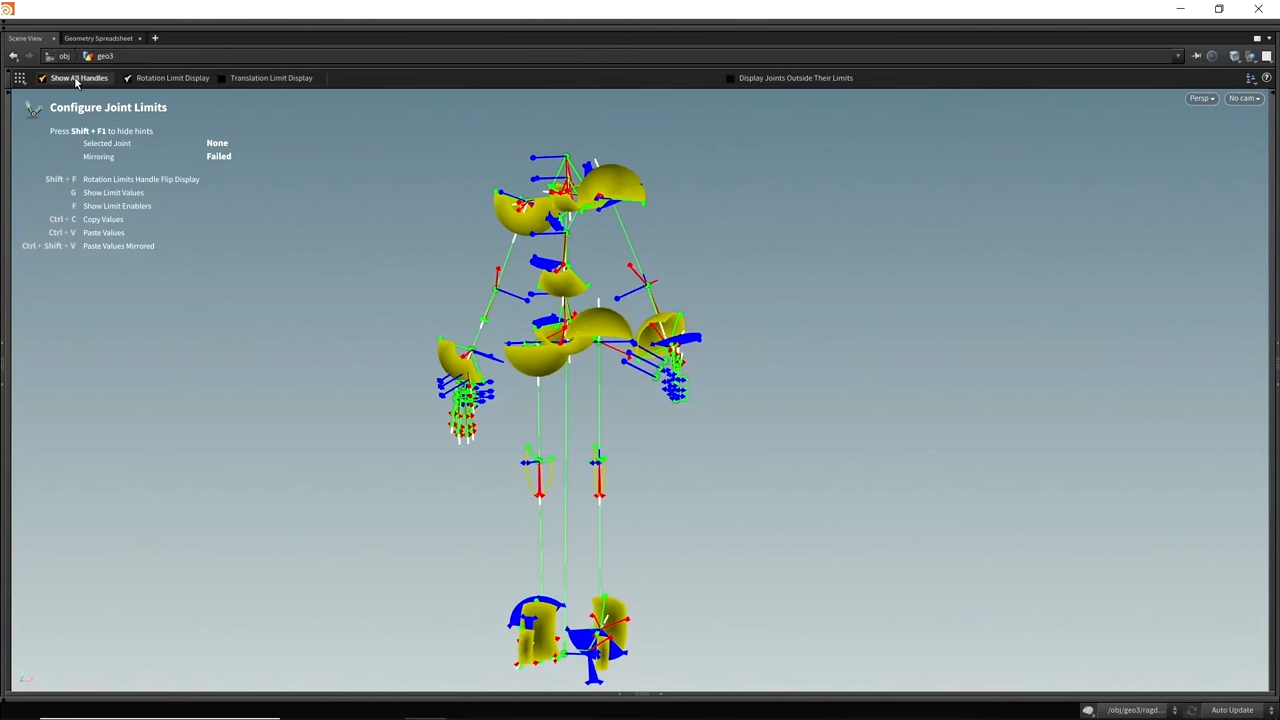 Scene View
Geometry Spreadsheet
obj
geo3
Show All Handles
Rotation Limit Display
Translation Limit Display
Display Joints Outside Their Limits
Configure Joint Limits
Persp
No cam
Press Shift + F1 to hide hints
Selected Joint None
Mirroring Failed
Shift + F Rotation Limits Handle Flip Display
G Show Limit Values
F Show Limit Enablers
Ctrl + C Copy Values
Ctrl + V Paste Values
Ctrl + Shift + V Paste Values Mirrored
/obj/geo3/ragd...
Auto Update